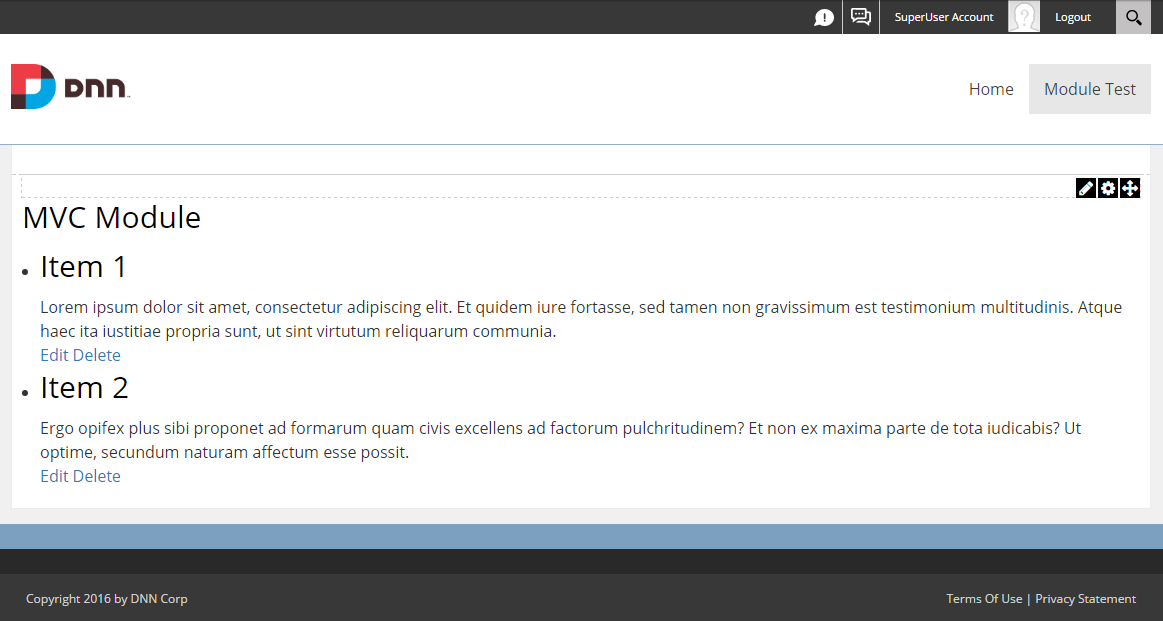 SuperUser Account
Logout
DNN
Home
Module Test
MVC Module
Item 1
Lorem ipsum dolor sit amet, consectetur adipiscing elit. Et quidem iure fortasse, sed tamen non gravissimum est testimonium multitudinis. Atque
haec ita iustitiae propria sunt, ut sint virtutum reliquarum communia.
Edit Delete
Item 2
Ergo opifex plus sibi proponet ad formarum quam civis excellens ad factorum pulchritudinem? Et non ex maxima parte de tota iudicabis? Ut
optime, secundum naturam affectum esse possit.
Edit Delete
Copyright 2016 by DNN Corp
Terms Of Use | Privacy Statement